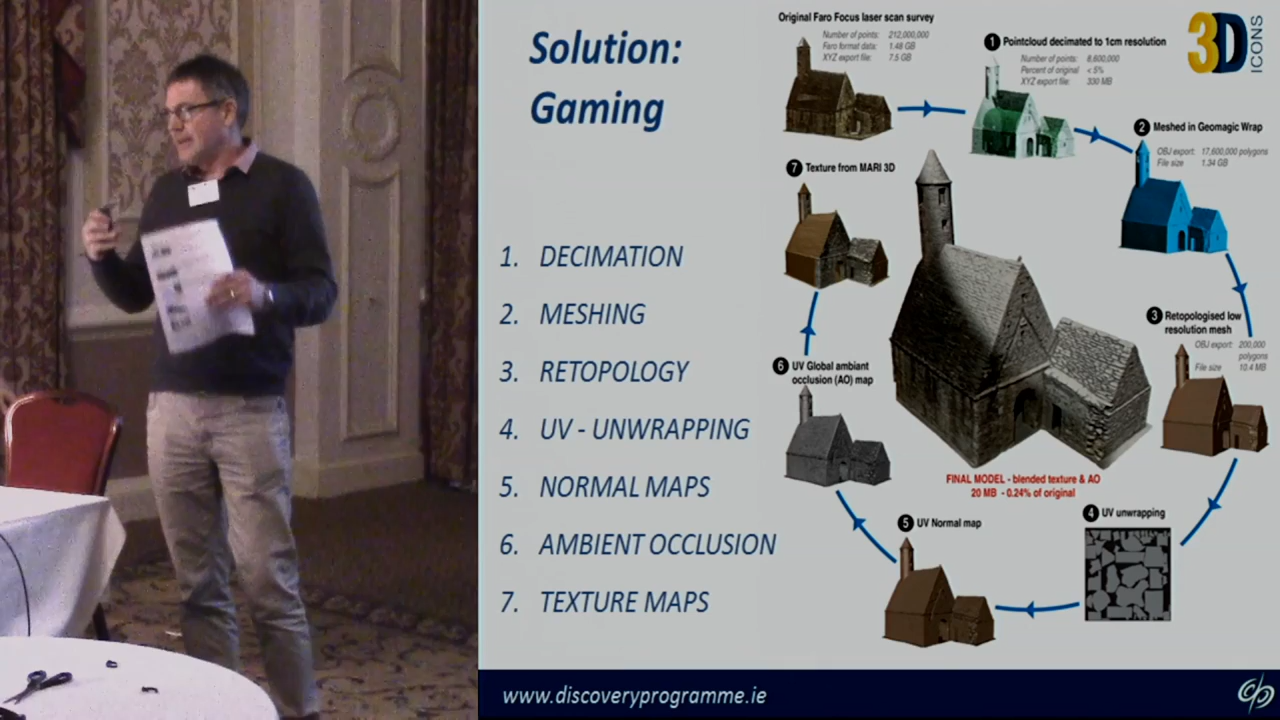 Solution:
Gaming
1. DECIMATION
2. MESHING
3. RETOPOLOGY
4. UV - UNWRAPPING
5. NORMAL MAPS
6. AMBIENT OCCLUSION
7. TEXTURE MAPS
Original Faro Focus laser scan survey
Number of points: 212,000,000
Faro format data: 1.48 GB
XYZ export file: 7.5 GB
1 Pointcloud decimated to 1cm resolution
Number of points: 8,600,000
Percent of original < 5%
XYZ export file: 330 MB
3D ICONS
2 Meshed in Geomagic Wrap
OBJ export: 17,600,000 polygons
File size 1.34 GB
3 Retopologised low
resolution mesh
OBJ export: 200,000
polygons
File size 10.4 MB
4 UV unwrapping
5 UV Normal map
6 UV Global ambiant
occlusion (AO) map
7 Texture from MARI 3D
FINAL MODEL - blended texture & AO
20 MB - 0.24% of original
www.discoveryprogramme.ie